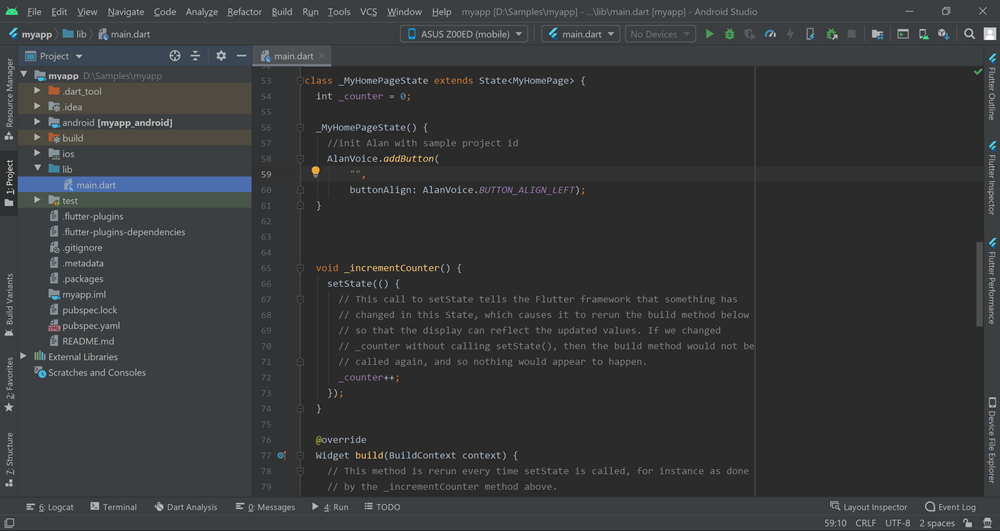 File Edit View Navigate Code Analyze Refactor Build Run Tools VCS Window Help myapp [D:\Samples\myapp] - ...\lib\main.dart [myapp] - Android Studio
myapp lib main.dart ASUS Z00ED (mobile) main.dart No Devices
Project
main.dart
Resource Manager
1: Project
Build Variants
2: Favorites
7: Structure
myapp D:\Samples\myapp
.dart_tool
.idea
android [myapp_android]
build
ios
lib
main.dart
test
.flutter-plugins
.flutter-plugins-dependencies
.gitignore
.metadata
.packages
myapp.iml
pubspec.lock
pubspec.yaml
README.md
External Libraries
Scratches and Consoles
53 class _MyHomePageState extends State<MyHomePage> {
54 int _counter = 0;
55
56 _MyHomePageState() {
57 //init Alan with sample project id
58 AlanVoice.addButton(
59 "",
60 buttonAlign: AlanVoice.BUTTON_ALIGN_LEFT);
61 }
62
63
64
65 void _incrementCounter() {
66 setState(() {
67 // This call to setState tells the Flutter framework that something has
68 // changed in this State, which causes it to rerun the build method below
69 // so that the display can reflect the updated values. If we changed
70 // _counter without calling setState(), then the build method would not be
71 // called again, and so nothing would appear to happen.
72 _counter++;
73 });
74 }
75
76 @override
77 Widget build(BuildContext context) {
78 // This method is rerun every time setState is called, for instance as done
79 // by the _incrementCounter method above.
Flutter Outline
Flutter Inspector
Flutter Performance
Device File Explorer
6: Logcat Terminal Dart Analysis 0: Messages 4: Run TODO Layout Inspector Event Log
59:10 CRLF UTF-8 2 spaces